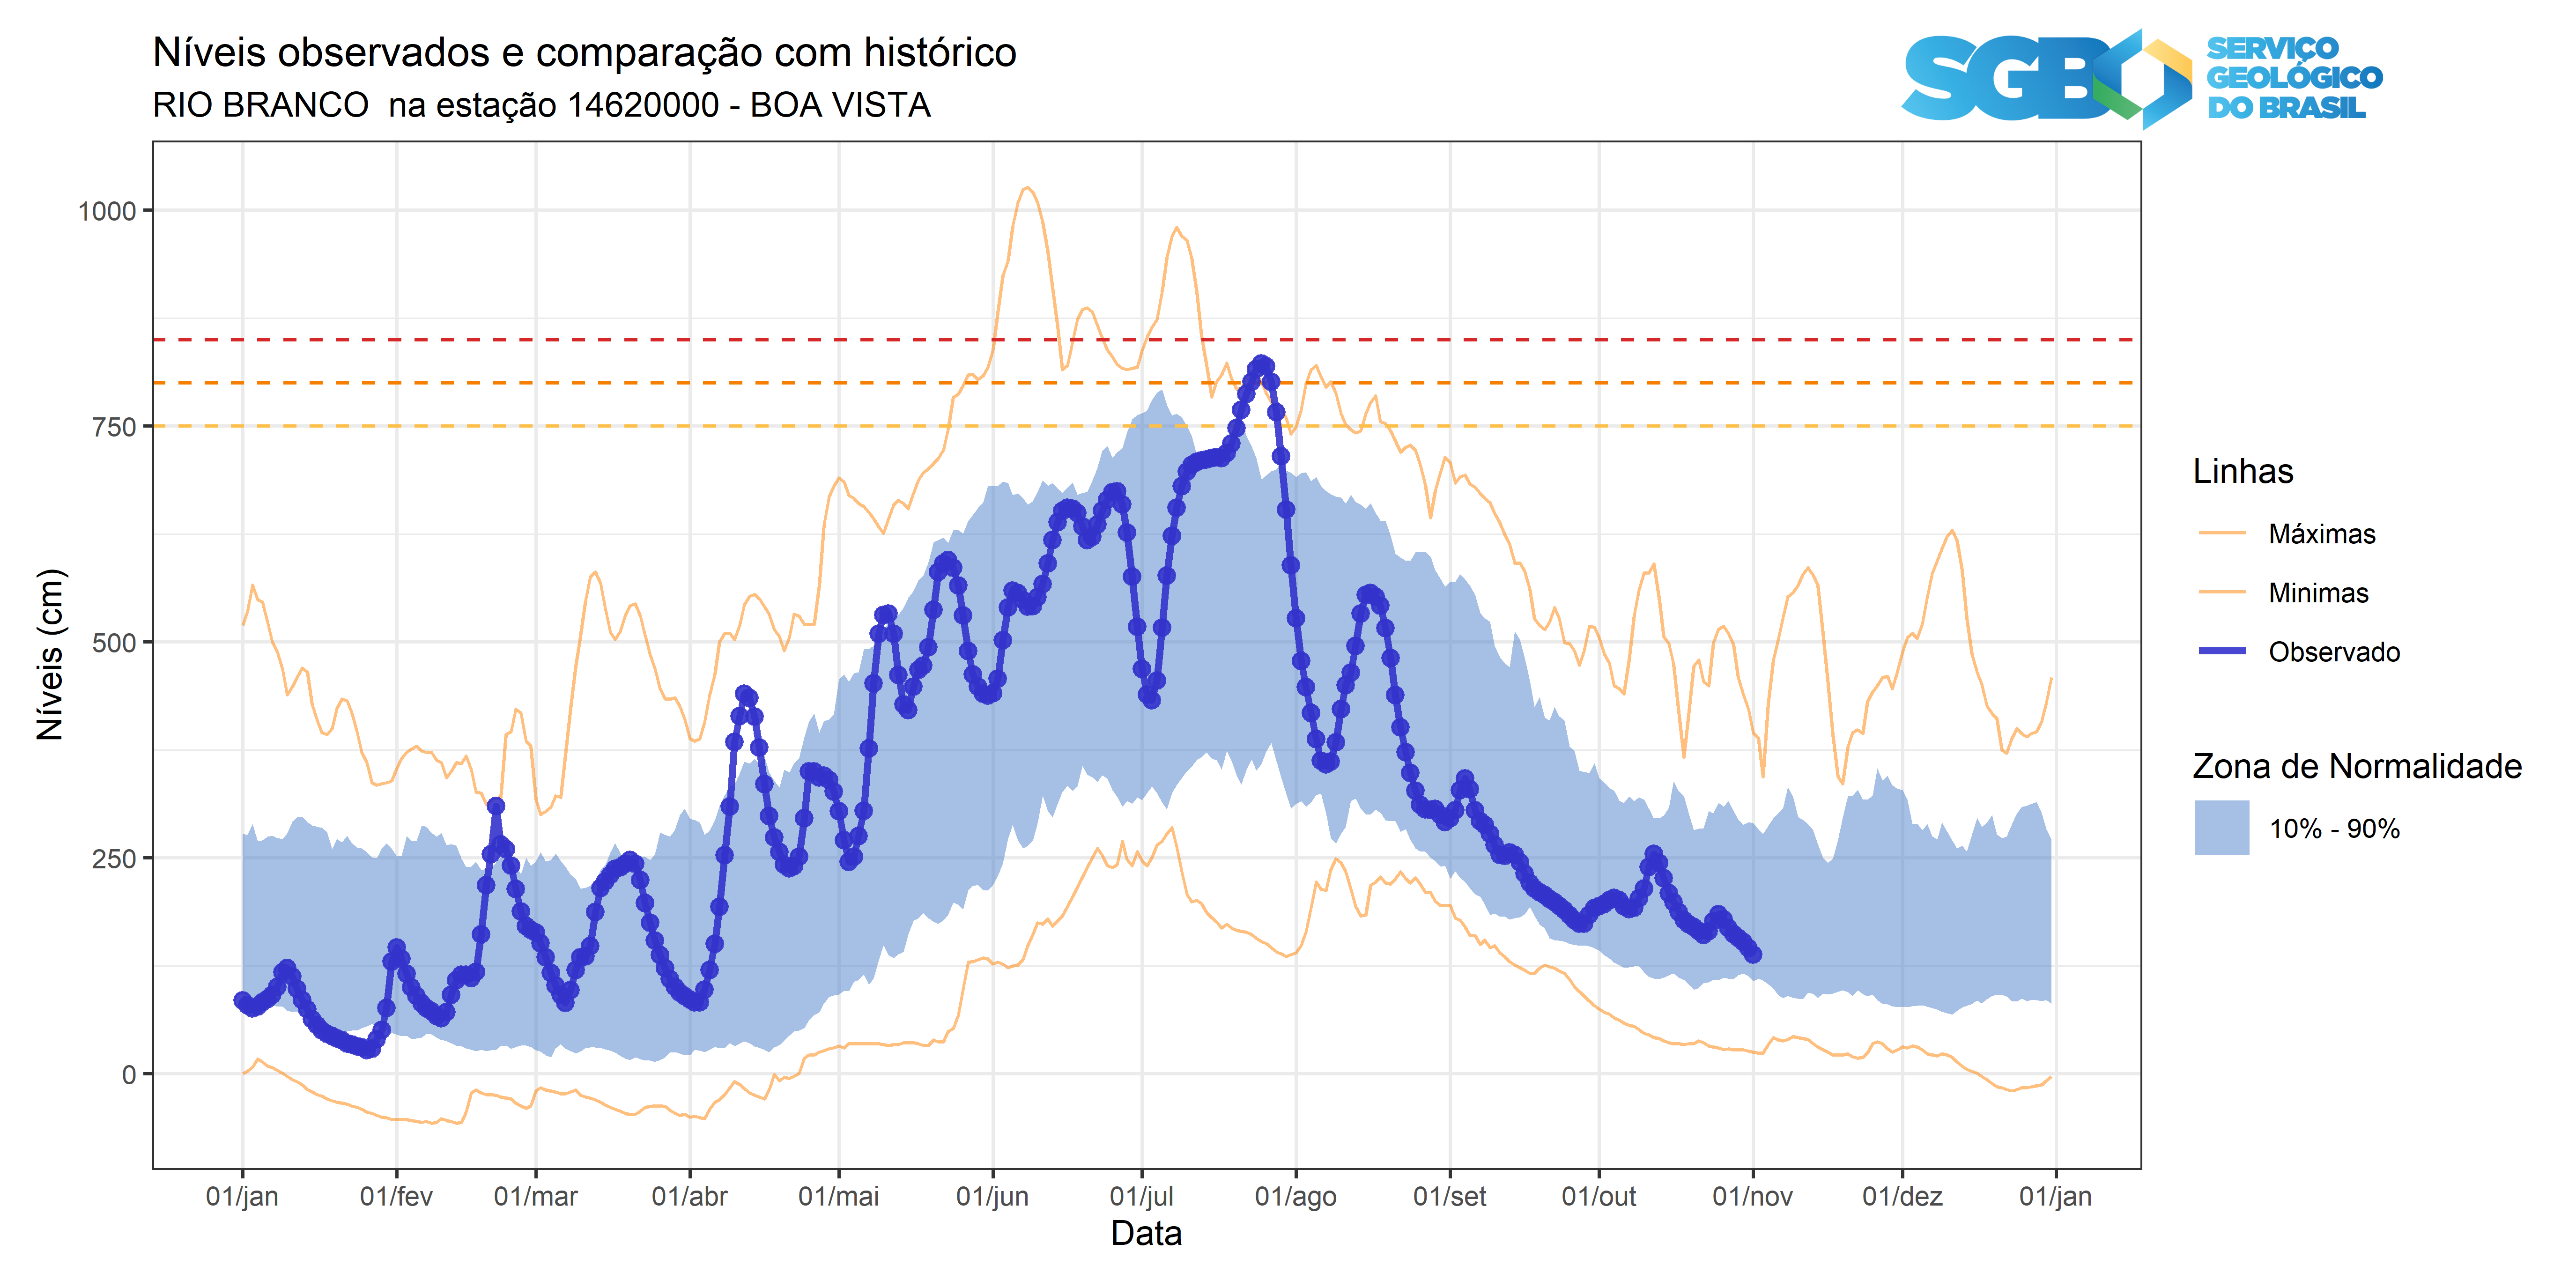 Níveis observados e comparação com histórico
RIO BRANCO  na estação 14620000 - BOA VISTA
SGB
SERVIÇO
GEOLÓGICO
DO BRASIL
Níveis (cm)
1000
750
500
250
0
01/jan
01/fev
01/mar
01/abr
01/mai
01/jun
01/jul
01/ago
01/set
01/out
01/nov
01/dez
01/jan
Data
Linhas
Máximas
Minimas
Observado
Zona de Normalidade
10% - 90%